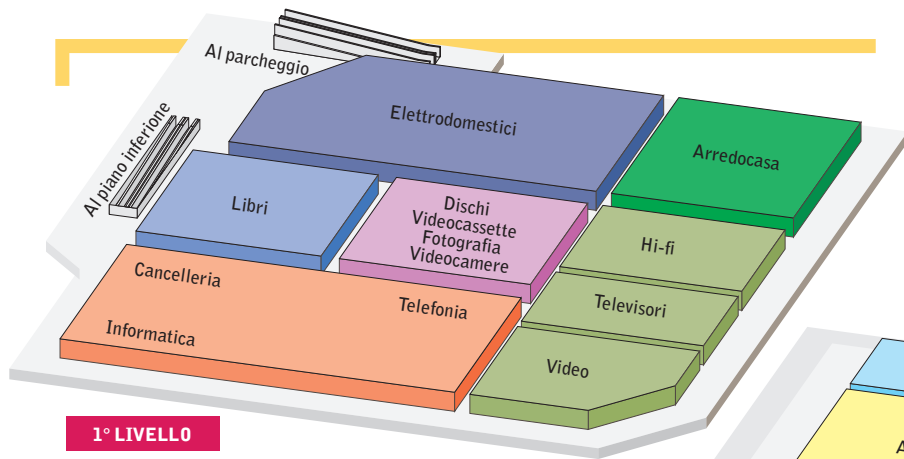 Al parcheggio
Al piano inferione
Elettrodomestici
Arredocasa
Libri
Dischi
Videocassette
Fotografia
Videocamere
Hi-fi
Cancelleria
Telefonia
Televisori
Informatica
Video
1° LIVELLO
A